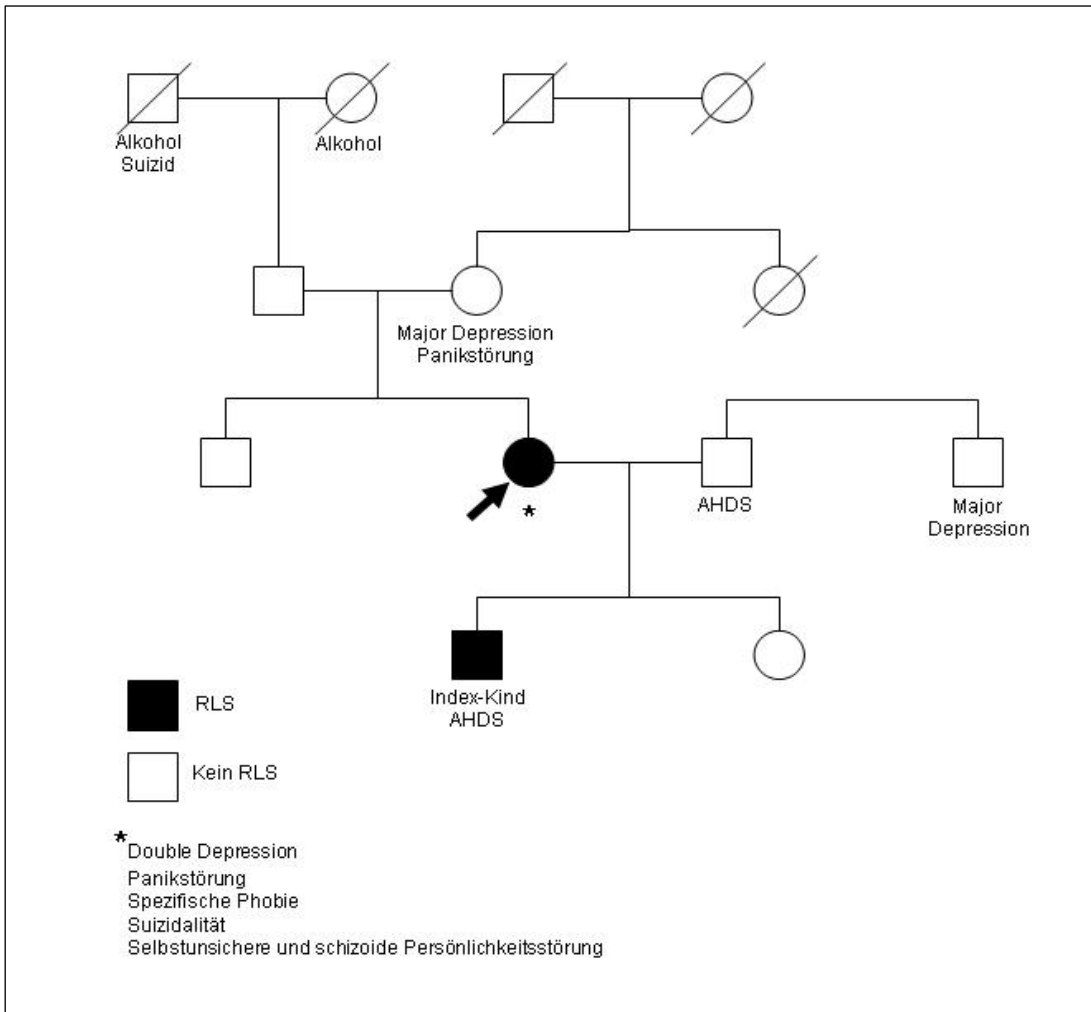 Alkohol
Suizid
Alkohol
Major Depression
Panikstörung
*
AHDS
Major
Depression
Index-Kind
AHDS
RLS
Kein RLS
*Double Depression
Panikstörung
Spezifische Phobie
Suizidalität
Selbstunsichere und schizoide Persönlichkeitsstörung